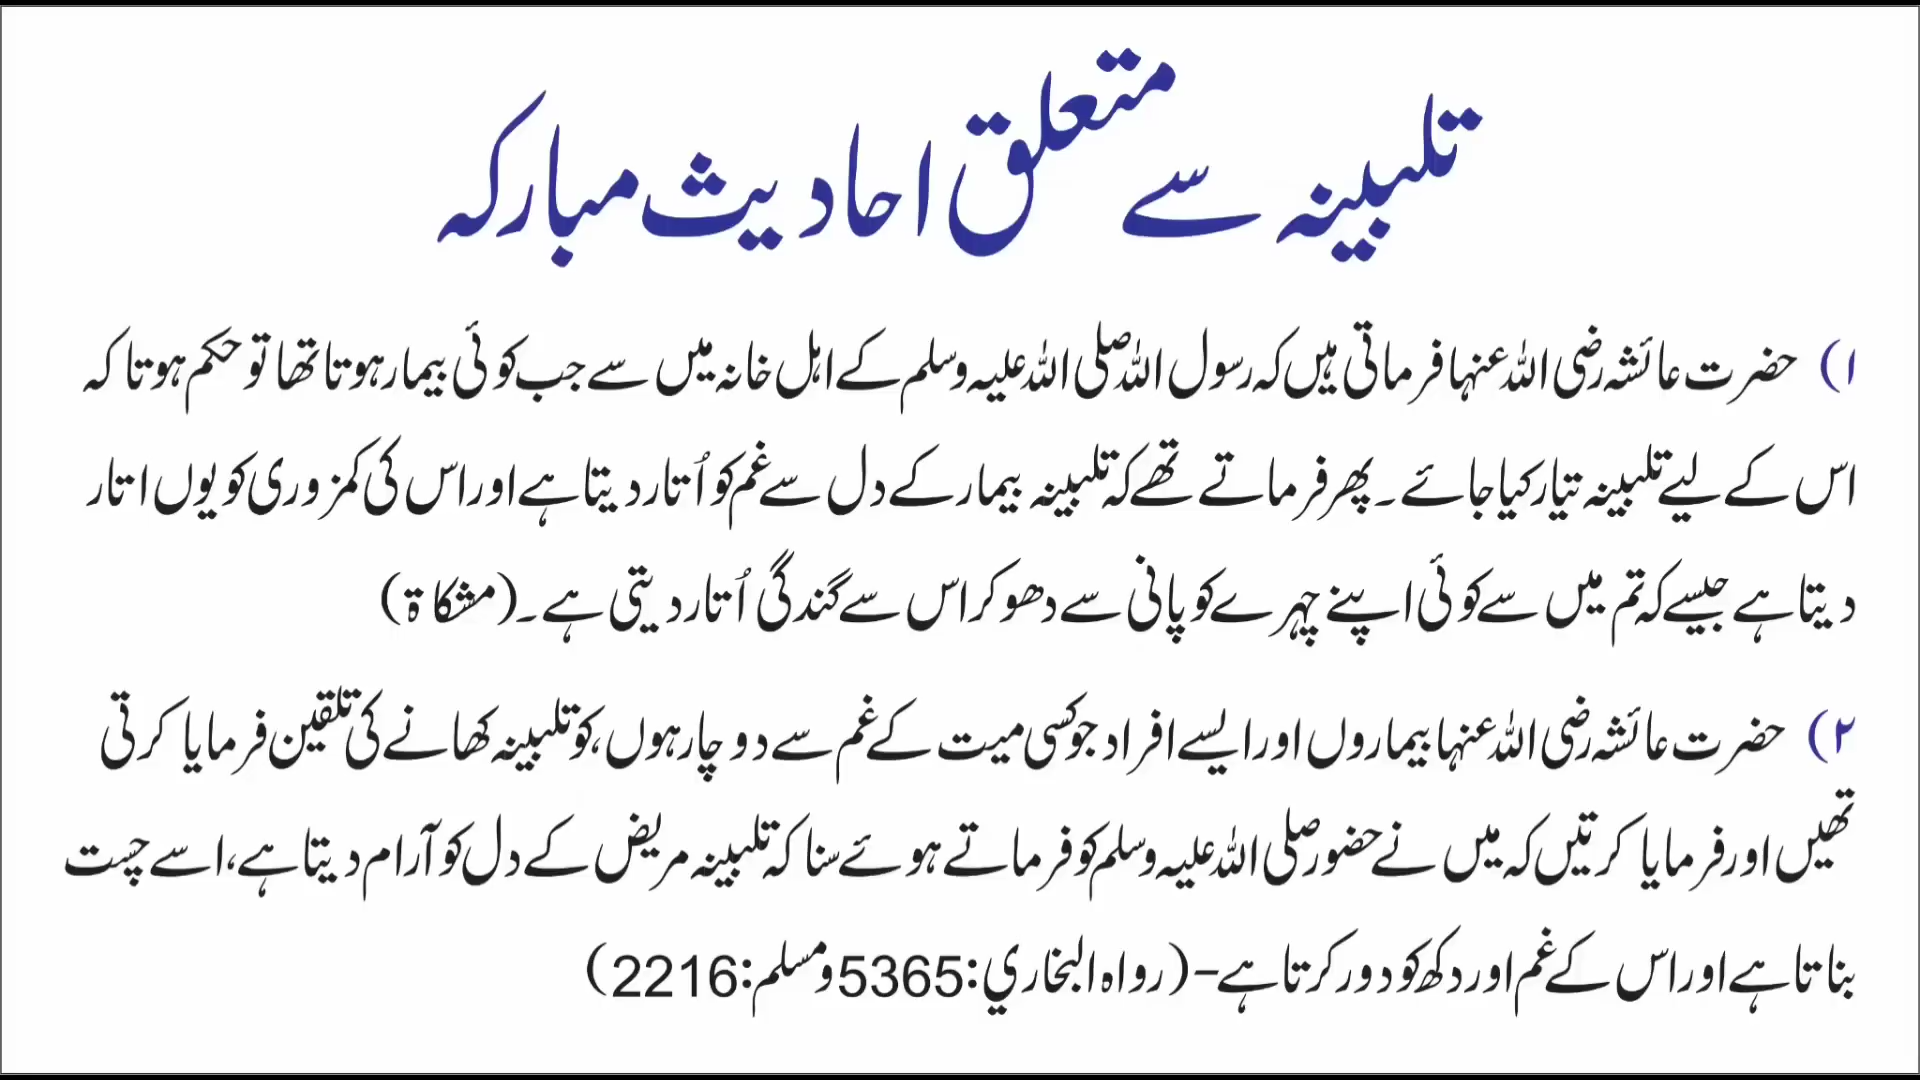 تلبینہ سے متعلق احادیث مبارکہ
۱) حضرت عائشہ رضی اللہ عنہا فرماتی ہیں کہ رسول اللہ صلی اللہ علیہ وسلم کے اہل خانہ میں سے جب کوئی بیمار ہوتا تھا تو حکم ہوتا کہ
اس کے لیے تلبینہ تیار کیا جائے۔ پھر فرماتے تھے کہ تلبینہ بیمار کے دل سے غم کو اُتار دیتا ہے اور اس کی کمزوری کو یوں اتار
دیتا ہے جیسے کہ تم میں سے کوئی اپنے چہرے کو پانی سے دھو کر اس سے گندگی اُتار دیتی ہے۔ (مشکاۃ)
۲) حضرت عائشہ رضی اللہ عنہا بیماروں اور ایسے افراد جو کسی میت کے غم سے دوچار ہوں، کو تلبینہ کھانے کی تلقین فرمایا کرتی
تھیں اور فرمایا کرتیں کہ میں نے حضور صلی اللہ علیہ وسلم کو فرماتے ہوئے سنا کہ تلبینہ مریض کے دل کو آرام دیتا ہے، اسے چست
بناتا ہے اور اس کے غم اور دکھ کو دور کرتا ہے- (رواہ البخاري: 5365 و مسلم: 2216)